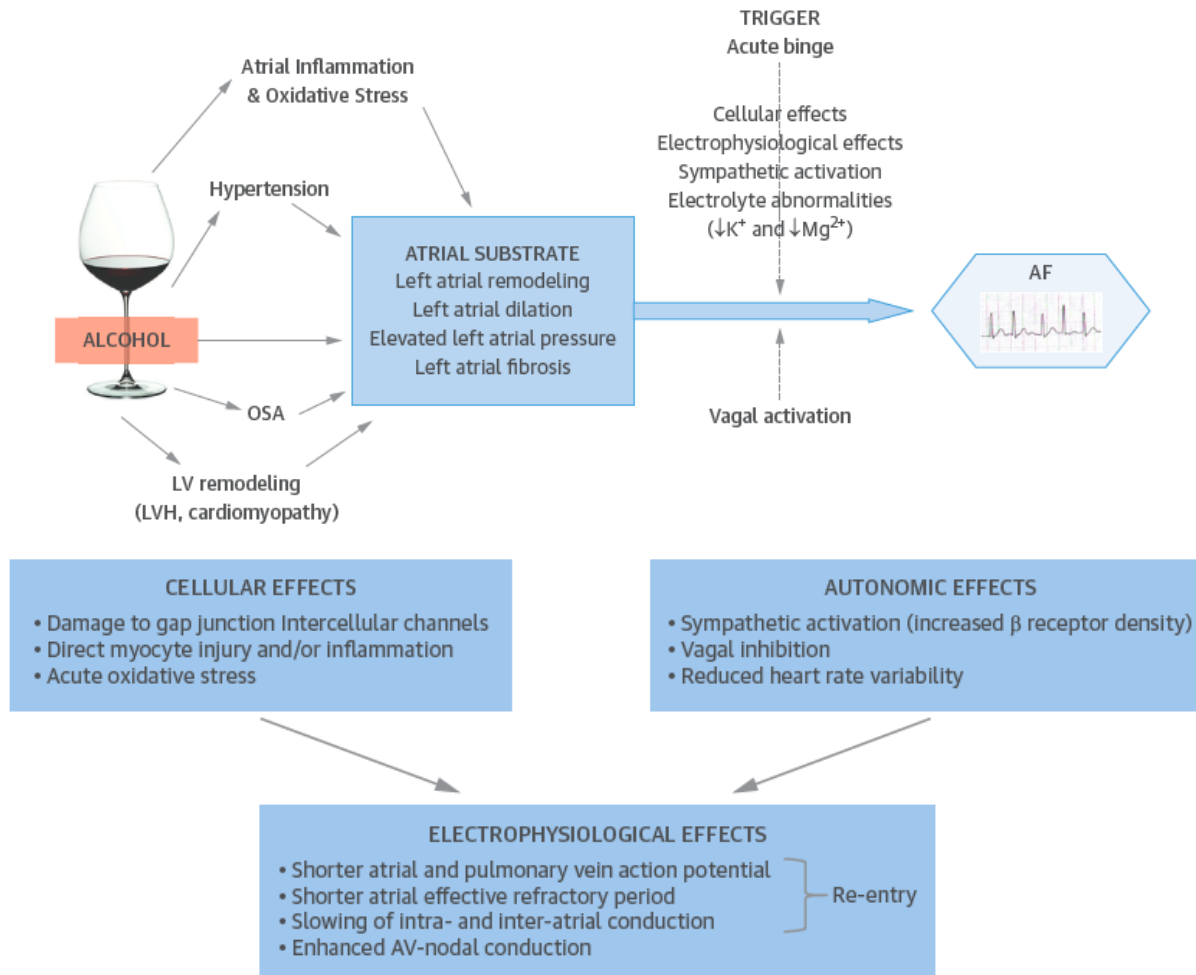 TRIGGER
Acute binge
Atrial Inflammation
& Oxidative Stress
Cellular effects
Electrophysiological effects
Sympathetic activation
Electrolyte abnormalities
(↓K⁺ and ↓Mg²⁺)
Hypertension
ATRIAL SUBSTRATE
Left atrial remodeling
Left atrial dilation
Elevated left atrial pressure
Left atrial fibrosis
AF
ALCOHOL
OSA
Vagal activation
LV remodeling
(LVH, cardiomyopathy)
CELLULAR EFFECTS
• Damage to gap junction Intercellular channels
• Direct myocyte injury and/or inflammation
• Acute oxidative stress
AUTONOMIC EFFECTS
• Sympathetic activation (increased β receptor density)
• Vagal inhibition
• Reduced heart rate variability
ELECTROPHYSIOLOGICAL EFFECTS
• Shorter atrial and pulmonary vein action potential
• Shorter atrial effective refractory period
• Slowing of intra- and inter-atrial conduction
• Enhanced AV-nodal conduction
Re-entry